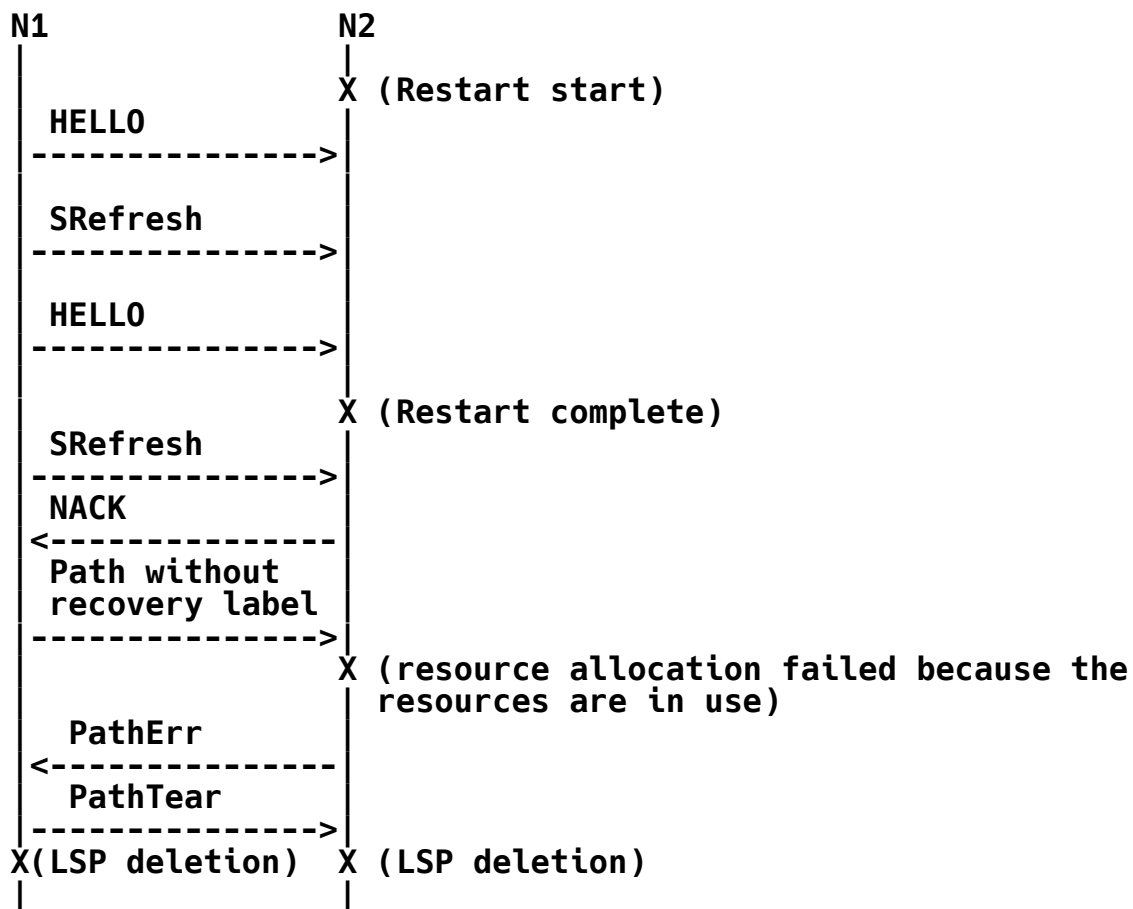 N1 N2
X (Restart start)
HELLO
--------------->
SRefresh
--------------->
HELLO
--------------->
X (Restart complete)
SRefresh
--------------->
NACK
<---------------
Path without
recovery label
--------------->
X (resource allocation failed because the
resources are in use)
PathErr
<---------------
PathTear
--------------->
X(LSP deletion) X (LSP deletion)